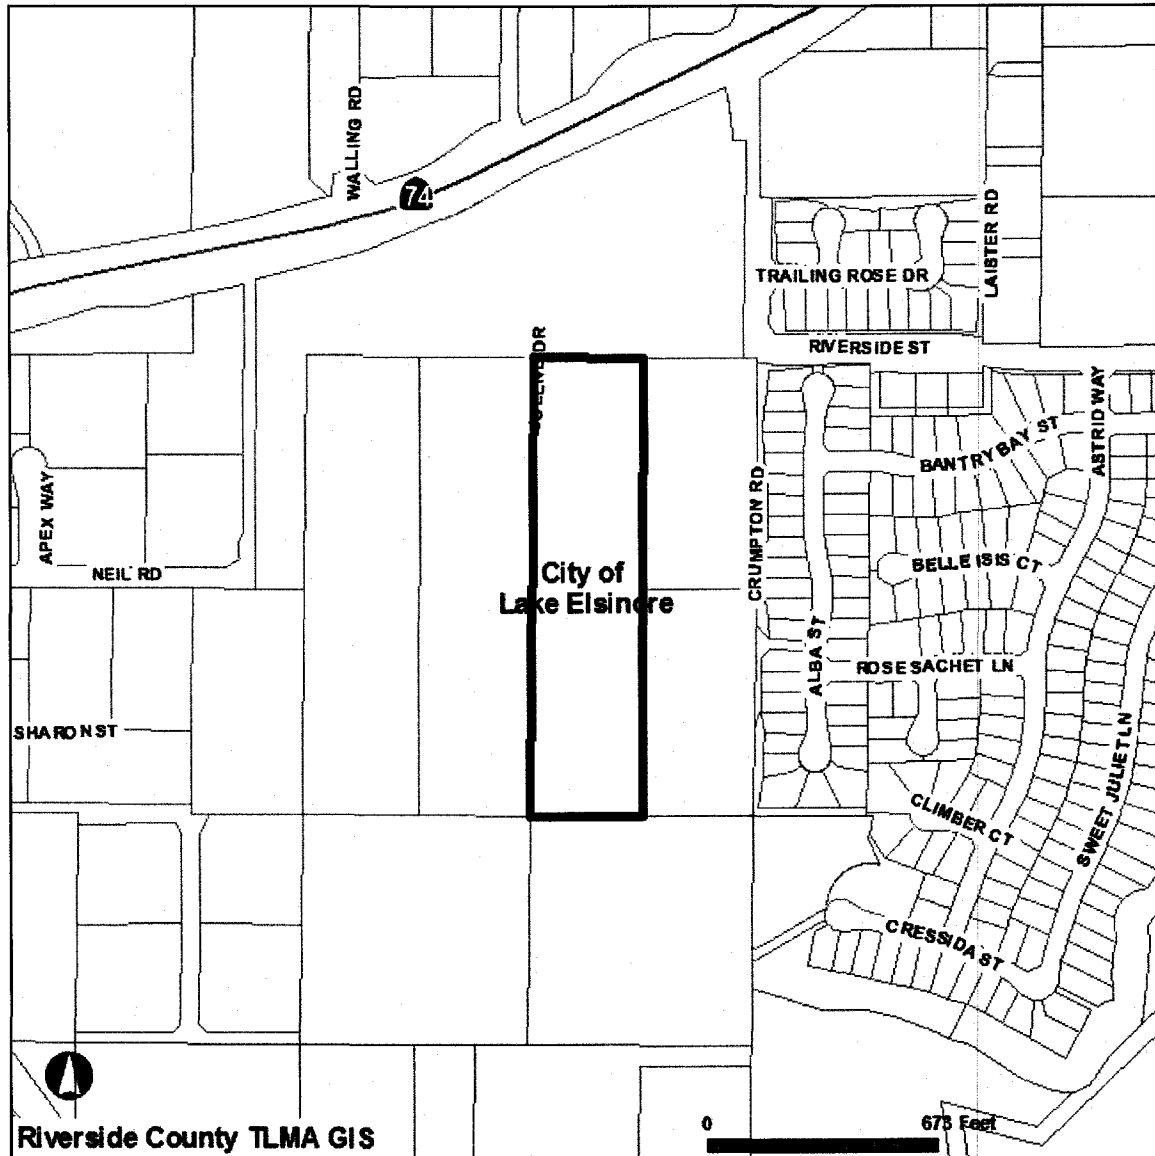 WALLING RD
74
LAISTER RD
TRAILING ROSE DR
RIVERSIDE ST
DR
ASTRID WAY
BANTRY BAY ST
CRUMPTON RD
APEX WAY
NEIL RD
BELLE ISIS CT
City of
Lake Elsinore
ALBA ST
ROSE SACHET LN
SHARON ST
SWEET JULIET LN
CLIMBER CT
CRESSIDA ST
0 673 Feet
Riverside County TLMA GIS